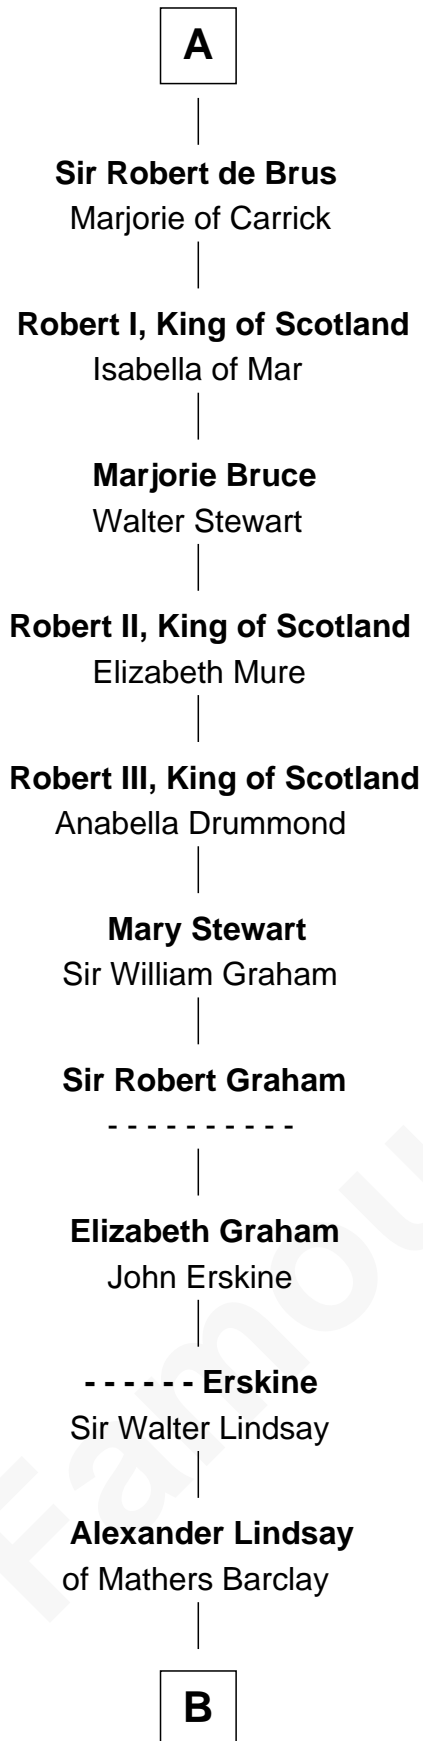 A
Sir Robert de Brus
Marjorie of Carrick
Robert I, King of Scotland
Isabella of Mar
Marjorie Bruce
Walter Stewart
Robert II, King of Scotland
Elizabeth Mure
Robert III, King of Scotland
Anabella Drummond
Mary Stewart
Sir William Graham
Sir Robert Graham
- - - - - - - - - -
Elizabeth Graham
John Erskine
- - - - - - Erskine
Sir Walter Lindsay
Alexander Lindsay
of Mathers Barclay
B
Famou